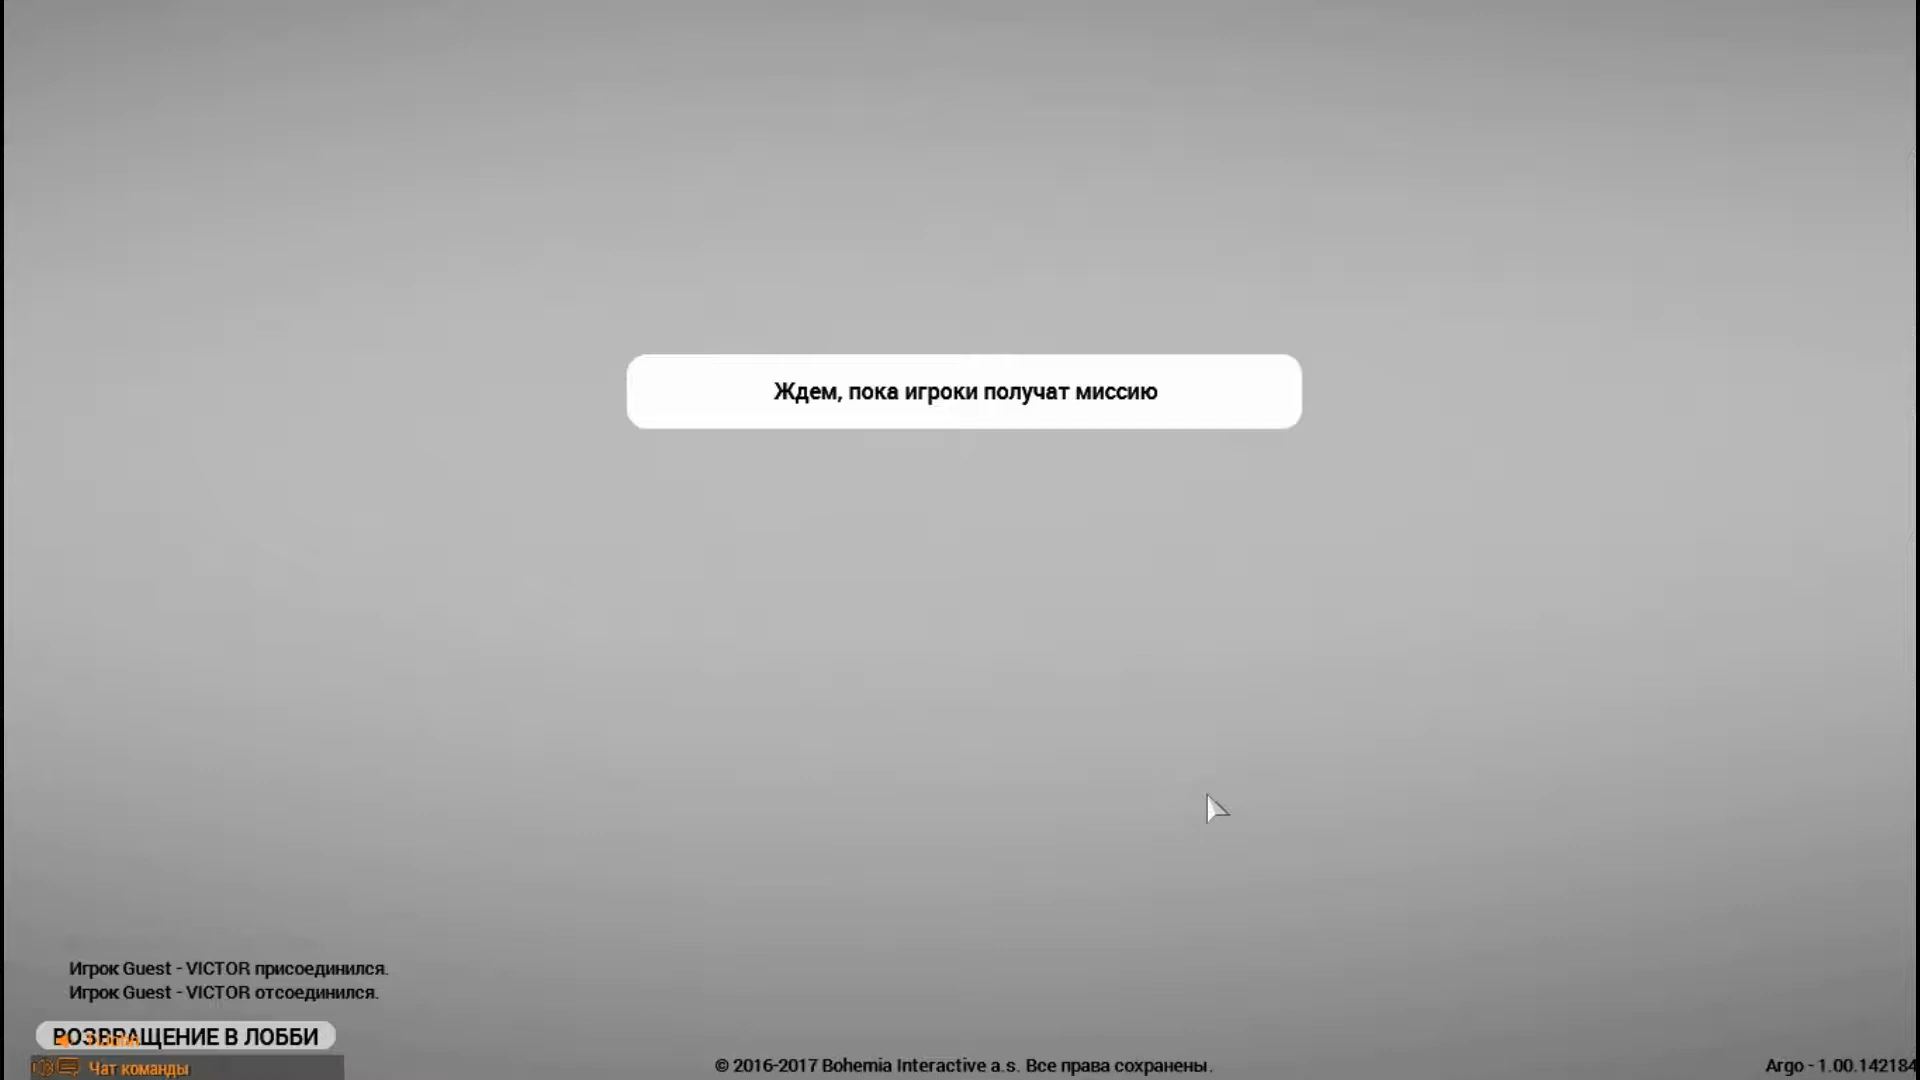 Ждем, пока игроки получат миссию
Игрок Guest - VICTOR присоединился.
Игрок Guest - VICTOR отсоединился.
ВОЗВРАЩЕНИЕ В ЛОББИ
Чат команды
© 2016-2017 Bohemia Interactive a.s. Все права сохранены.
Argo - 1.00.142184